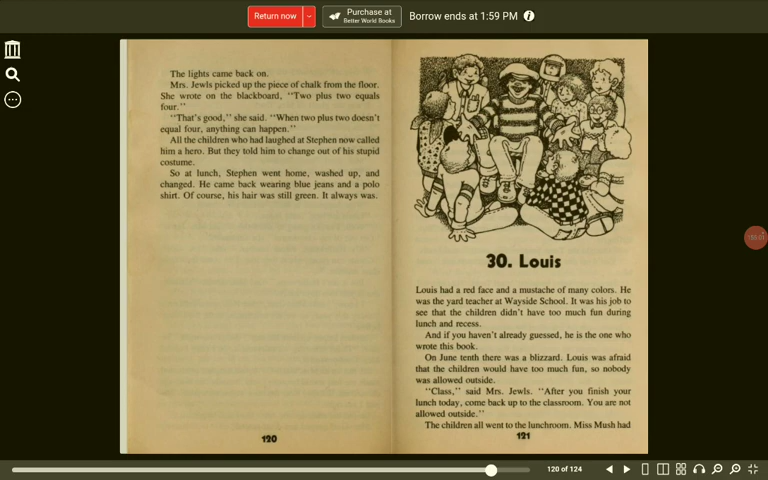 Return now
Purchase at
Better World Books
Borrow ends at 1:59 PM
The lights came back on.
Mrs. Jewls picked up the piece of chalk from the floor.
She wrote on the blackboard, “Two plus two equals
four.”
“That’s good,” she said. “When two plus two doesn’t
equal four, anything can happen.”
All the children who had laughed at Stephen now called
him a hero. But they told him to change out of his stupid
costume.
So at lunch, Stephen went home, washed up, and
changed. He came back wearing blue jeans and a polo
shirt. Of course, his hair was still green. It always was.
120
30. Louis
Louis had a red face and a mustache of many colors. He
was the yard teacher at Wayside School. It was his job to
see that the children didn’t have too much fun during
lunch and recess.
And if you haven’t already guessed, he is the one who
wrote this book.
On June tenth there was a blizzard. Louis was afraid
that the children would have too much fun, so nobody
was allowed outside.
“Class,” said Mrs. Jewls. “After you finish your
lunch today, come back up to the classroom. You are not
allowed outside.”
The children all went to the lunchroom. Miss Mush had
121
120 of 124